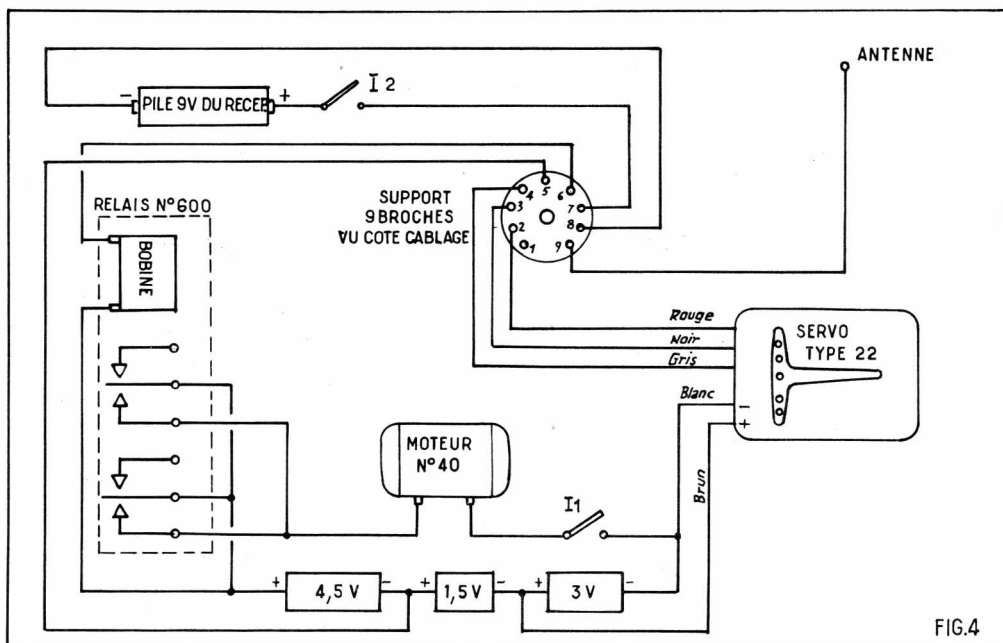 ANTENNE
I 2
- PILE 9V DU RECEP +
SUPPORT
9 BROCHES
VU COTE CABLAGE
4 5 6
3 7
2 8
1 9
RELAIS N°600
BOBINE
Rouge
Noir
Gris
Blanc
Brun
SERVO
TYPE 22
-
+
MOTEUR
N°40
I1
+ 4,5 V -
+ 1,5 V -
+ 3 V -
FIG.4